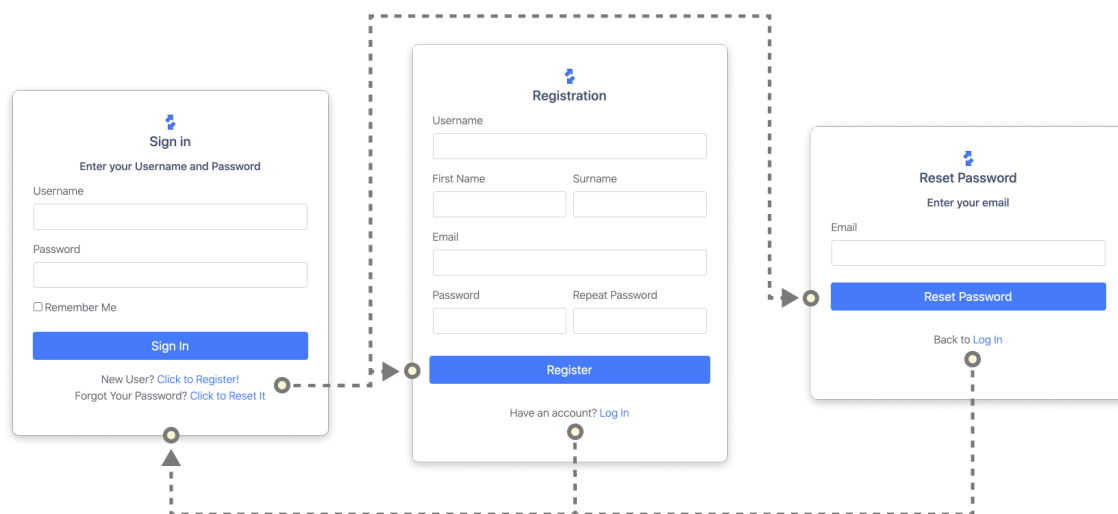 Sign in
Enter your Username and Password
Username
Password
Remember Me
Sign In
New User? Click to Register!
Forgot Your Password? Click to Reset It
Registration
Username
First Name Surname
Email
Password Repeat Password
Register
Have an account? Log In
Reset Password
Enter your email
Email
Reset Password
Back to Log In